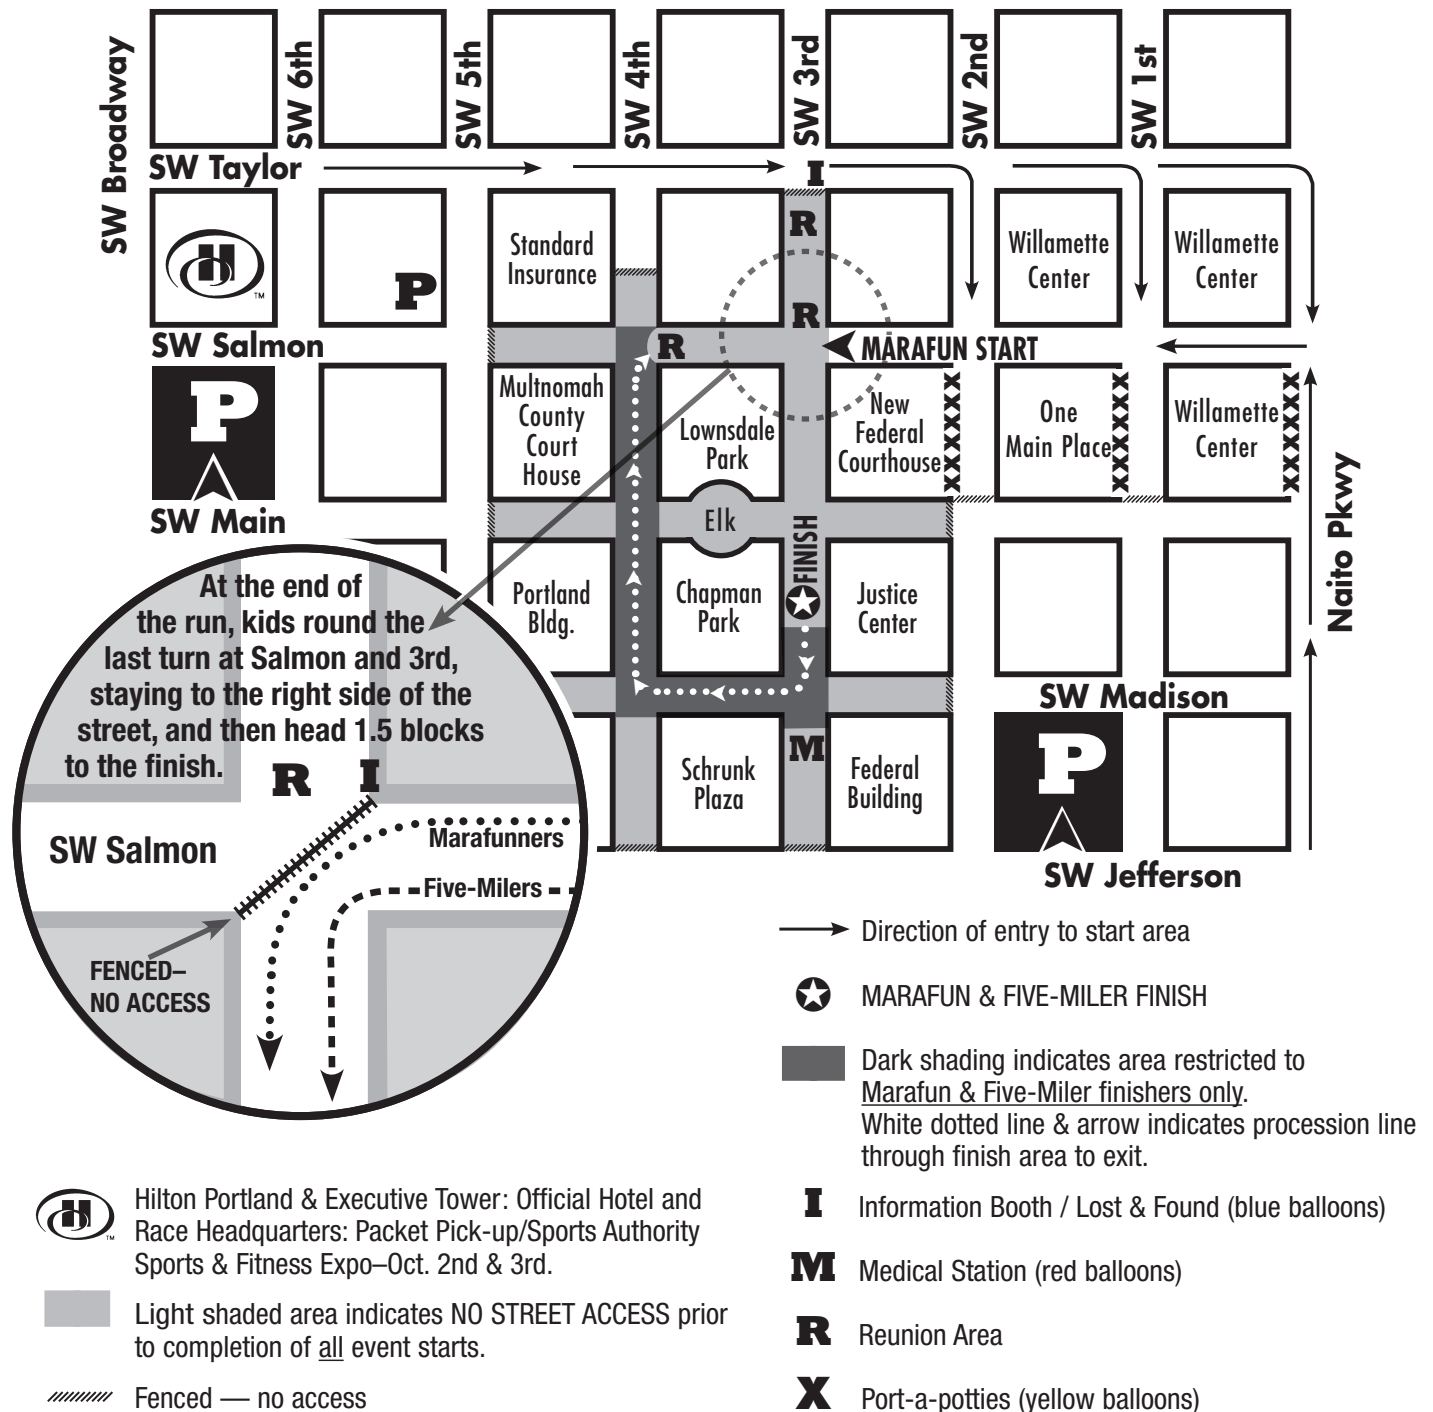 SW Broadway
SW 6th
SW 5th
SW 4th
SW 3rd
SW 2nd
SW 1st
SW Taylor
I
H
TM
P
Standard
Insurance
R
R
Willamette
Center
Willamette
Center
SW Salmon
R
MARAFUN START
P
Multnomah
County
Court
House
Lownsdale
Park
New
Federal
Courthouse
XXXXXX
One
Main Place
XXXXXX
Willamette
Center
XXXXXX
SW Main
Elk
FINISH
Naito Pkwy
Portland
Bldg.
Chapman
Park
Justice
Center
SW Madison
M
Schrunk
Plaza
Federal
Building
P
SW Jefferson
At the end of
the run, kids round the
last turn at Salmon and 3rd,
staying to the right side of the
street, and then head 1.5 blocks
to the finish.
R I
SW Salmon
Marafunners
Five-Milers
FENCED–
NO ACCESS
Direction of entry to start area
MARAFUN & FIVE-MILER FINISH
Dark shading indicates area restricted to
Marafun & Five-Miler finishers only.
White dotted line & arrow indicates procession line
through finish area to exit.
H
TM
Hilton Portland & Executive Tower: Official Hotel and
Race Headquarters: Packet Pick-up/Sports Authority
Sports & Fitness Expo–Oct. 2nd & 3rd.
Light shaded area indicates NO STREET ACCESS prior
to completion of all event starts.
Fenced — no access
I Information Booth / Lost & Found (blue balloons)
M Medical Station (red balloons)
R Reunion Area
X Port-a-potties (yellow balloons)